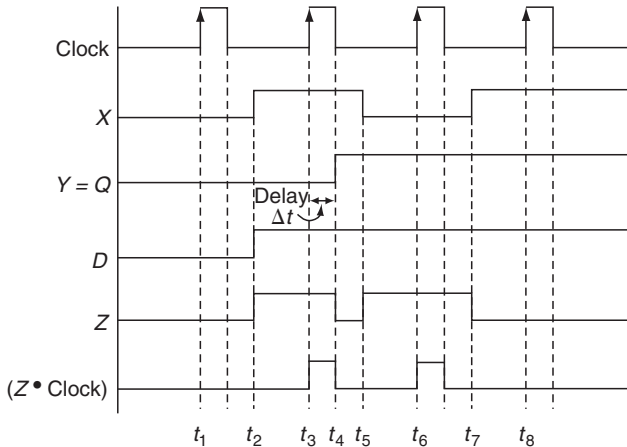 Clock
X
Y = Q
Delay
Δt
D
Z
(Z • Clock)
t1 t2 t3 t4 t5 t6 t7 t8